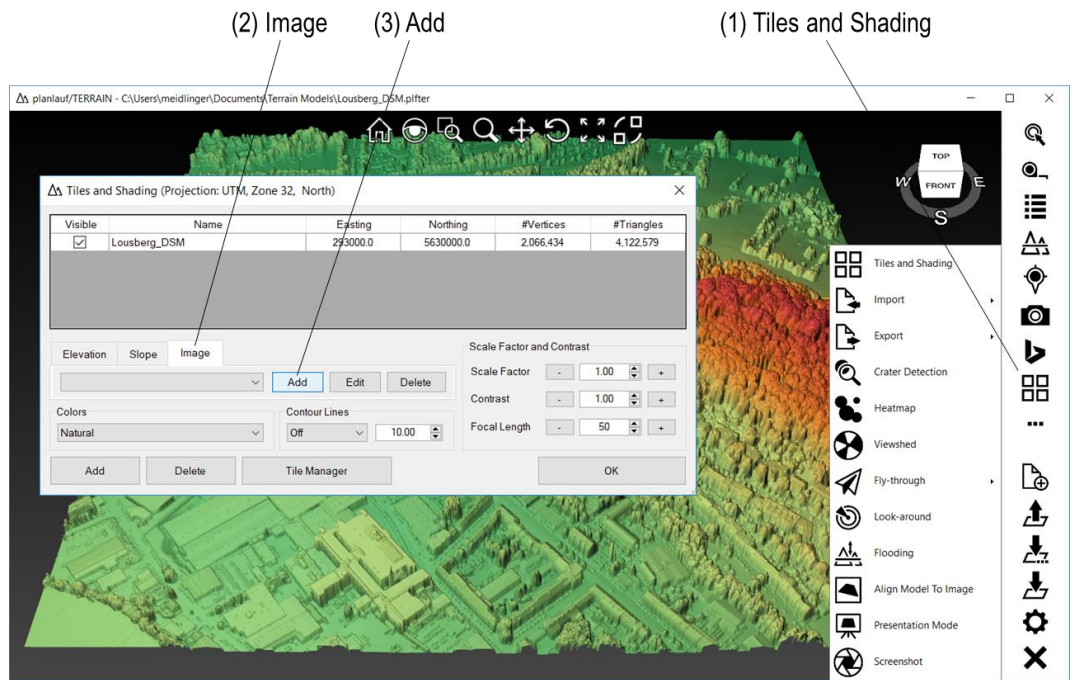 (2) Image (3) Add (1) Tiles and Shading
planlauf/TERRAIN - C:\Users\meidlinger\Documents\Terrain Models\Lousberg_DSM.plfter
TOP
W FRONT E
S
Tiles and Shading (Projection: UTM, Zone 32, North)
Visible Name Easting Northing #Vertices #Triangles
Lousberg_DSM 293000.0 5630000.0 2.066.434 4.122.579
Elevation Slope Image
Add Edit Delete
Colors
Natural
Contour Lines
Off 10.00
Scale Factor and Contrast
Scale Factor - 1.00 +
Contrast - 1.00 +
Focal Length - 50 +
Add Delete Tile Manager OK
Tiles and Shading
Import
Export
Crater Detection
Heatmap
Viewshed
Fly-through
Look-around
Flooding
Align Model To Image
Presentation Mode
Screenshot